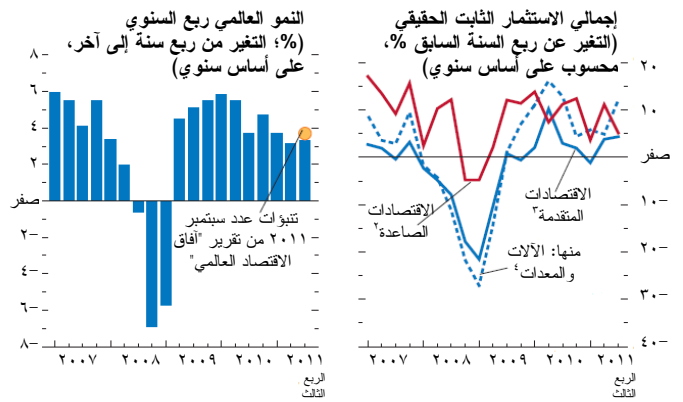 إجمالي الاستثمار الثابت الحقيقي
(التغير عن ربع السنة السابق %،
محسوب على أساس سنوي)
٢٠
١٠
صفر
١٠–
٢٠–
٣٠–
٤٠–
الاقتصادات
المتقدمة٣
الاقتصادات
الصاعدة٢
منها: الآلات
والمعدات٤
٢٠٠٧
٢٠٠٨
٢٠٠٩
٢٠١٠
٢٠١١
الربع
الثالث
النمو العالمي ربع السنوي
(%؛ التغير من ربع سنة إلى آخر،
على أساس سنوي)
٨
٦
٤
٢
صفر
٢–
٤–
٦–
٨–
تنبؤات عدد سبتمبر
٢٠١١ من تقرير "آفاق
الاقتصاد العالمي"
٢٠٠٧
٢٠٠٨
٢٠٠٩
٢٠١٠
٢٠١١
الربع
الثالث